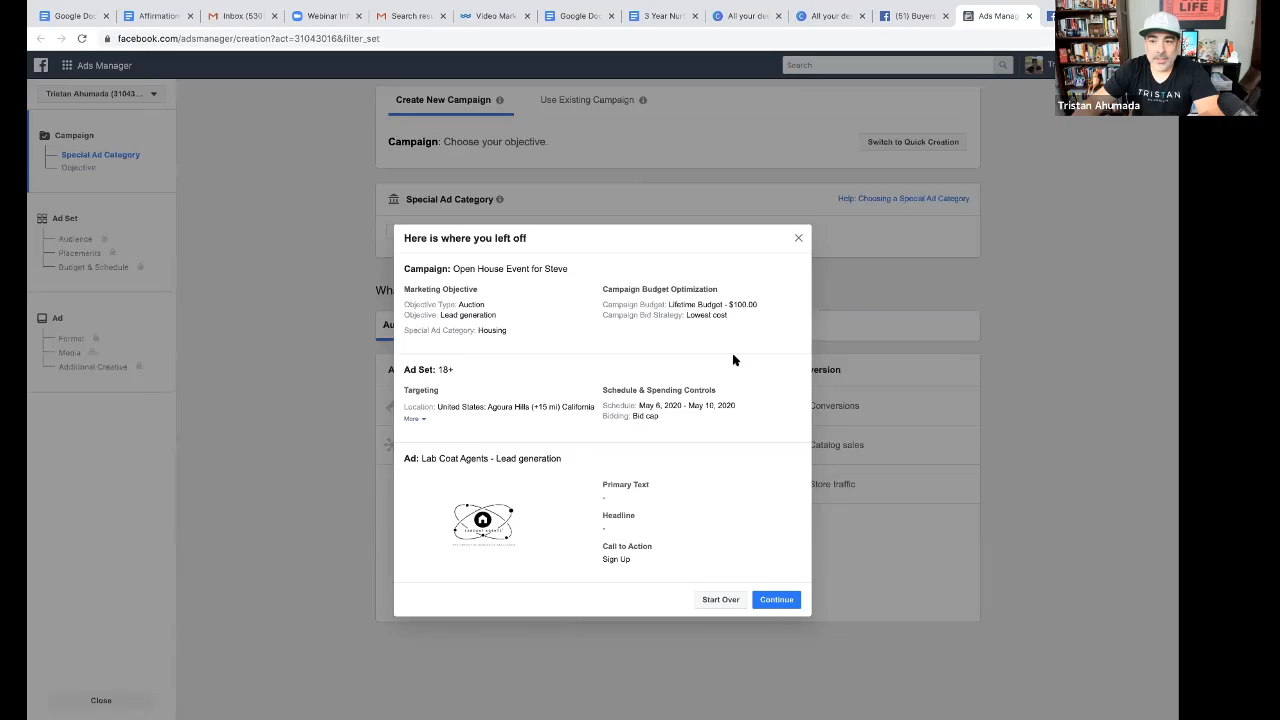 Google Do
Affirmation
Inbox (530
Webinar In
Search res
Video Ma
Google Do
3 Year Nur
All your de
All your de
(51) Super
Ads Manag
facebook.com/adsmanager/creation?act=31043016&filter_set
Ads Manager
Search
Tristan Ahumada (31043...
Create New Campaign
Use Existing Campaign
Campaign
Campaign: Choose your objective.
Switch to Quick Creation
Special Ad Category
Objective
Special Ad Category
Help: Choosing a Special Ad Category
Ad Set
Audience
Placements
Budget & Schedule
Ad
Format
Media
Additional Creative
Close
Here is where you left off
Campaign: Open House Event for Steve
Marketing Objective
Objective Type: Auction
Objective: Lead generation
Special Ad Category: Housing
Campaign Budget Optimization
Campaign Budget: Lifetime Budget - $100.00
Campaign Bid Strategy: Lowest cost
Ad Set: 18+
Targeting
Location: United States: Agoura Hills (+15 mi) California
More
Schedule & Spending Controls
Schedule: May 6, 2020 - May 10, 2020
Bidding: Bid cap
Ad: Lab Coat Agents - Lead generation
Primary Text
-
Headline
-
Call to Action
Sign Up
Start Over
Continue
Wha
Au
A
version
Conversions
Catalog sales
Store traffic
LIFE
TRISTAN
Tristan Ahumada